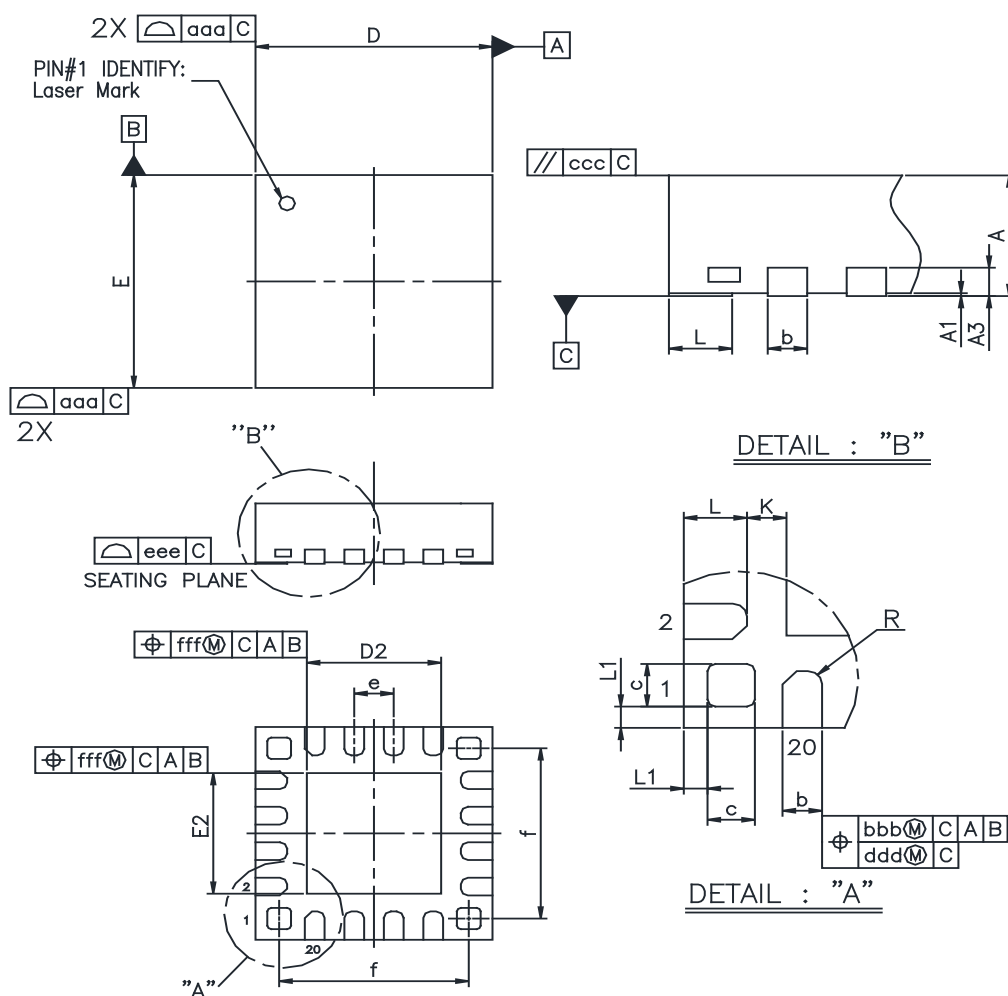 2X aaa C
D
A
PIN#1 IDENTIFY:
Laser Mark
B
E
aaa C
2X
// ccc C
A
A1
A3
L
b
C
DETAIL : "B"
"B"
eee C
SEATING PLANE
fff Ⓜ C A B
D2
e
fff Ⓜ C A B
E2
f
2
1
20
f
"A"
L
K
2
R
L1
c
1
20
L1
c
b
bbb Ⓜ C A B
ddd Ⓜ C
DETAIL : "A"